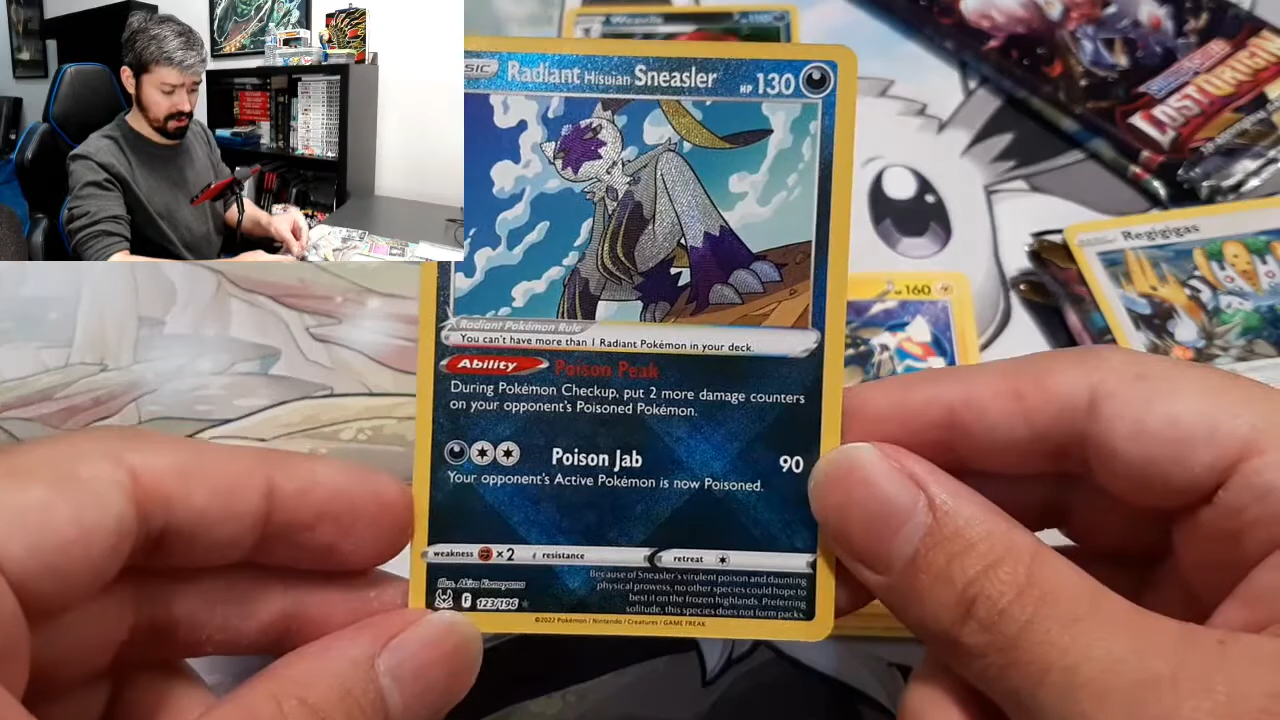 Weavile
SIC
Radiant Hisuian Sneasler
HP 130
LOST ORIGIN
Regigigas
160
Radiant Pokémon Rule
You can't have more than 1 Radiant Pokémon in your deck.
Ability Poison Peak
During Pokémon Checkup, put 2 more damage counters
on your opponent's Poisoned Pokémon.
Poison Jab 90
Your opponent's Active Pokémon is now Poisoned.
weakness ×2 resistance retreat
Illus. Akira Komayama
F 123/196
Because of Sneasler's virulent poison and daunting
physical prowess, no other species could hope to
best it on the frozen highlands. Preferring
solitude, this species does not form packs.
©2022 Pokémon / Nintendo / Creatures / GAME FREAK